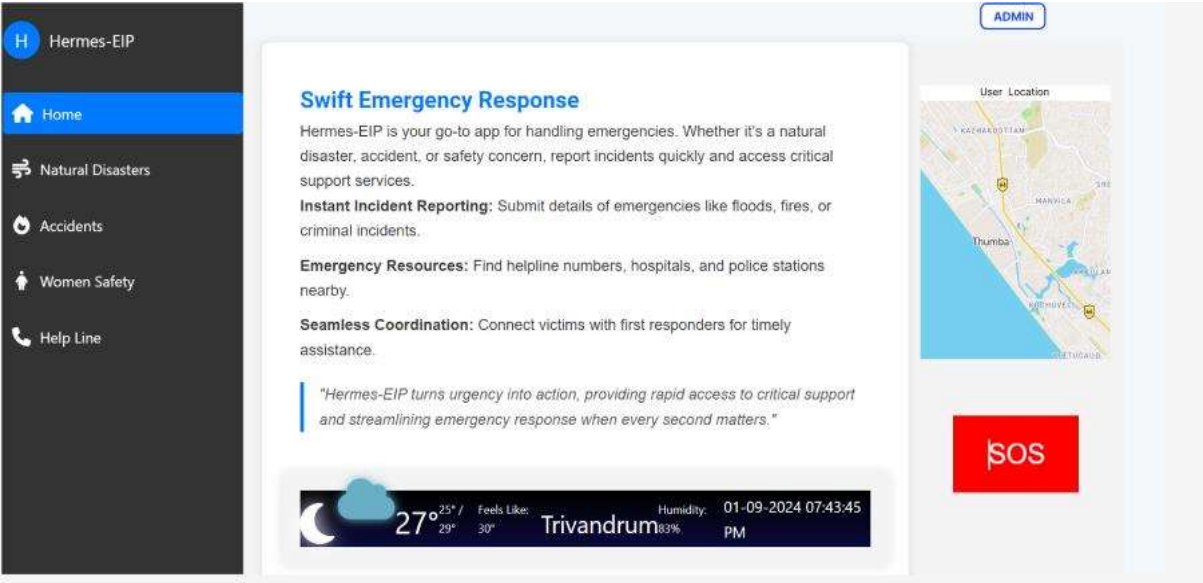 H Hermes-EIP
Home
Natural Disasters
Accidents
Women Safety
Help Line
ADMIN
Swift Emergency Response
Hermes-EIP is your go-to app for handling emergencies. Whether it's a natural
disaster, accident, or safety concern, report incidents quickly and access critical
support services.
Instant Incident Reporting: Submit details of emergencies like floods, fires, or
criminal incidents.
Emergency Resources: Find helpline numbers, hospitals, and police stations
nearby.
Seamless Coordination: Connect victims with first responders for timely
assistance.
"Hermes-EIP turns urgency into action, providing rapid access to critical support
and streamlining emergency response when every second matters."
27° 25° / 29°
Feels Like: 30°
Trivandrum
Humidity: 83%
01-09-2024 07:43:45
PM
User Location
KAZHAKOOTTAM
MANVILA
Thumba
SOS